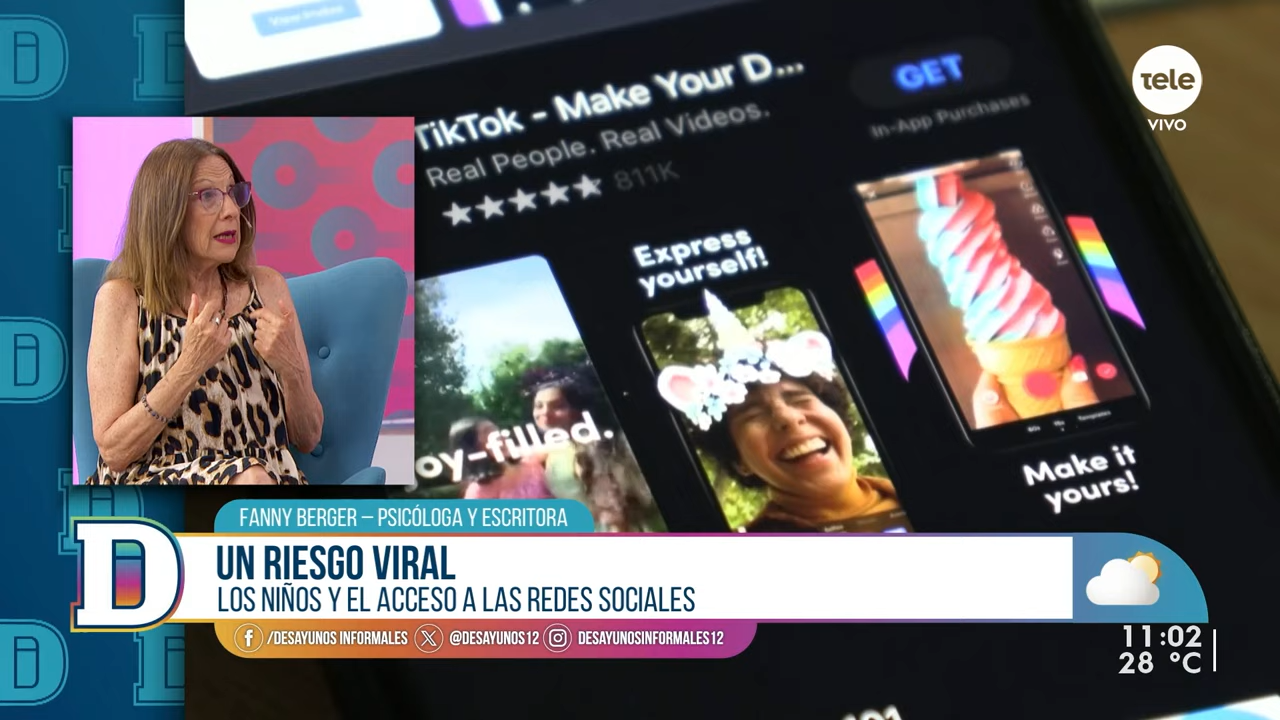 View Invites
TikTok - Make Your D...
Real People. Real Videos.
811K
GET
In-App Purchases
tele
VIVO
Express
yourself!
oy-filled.
Make it
yours!
FANNY BERGER – PSICÓLOGA Y ESCRITORA
D
UN RIESGO VIRAL
LOS NIÑOS Y EL ACCESO A LAS REDES SOCIALES
/DESAYUNOS INFORMALES @DESAYUNOS12 DESAYUNOSINFORMALES12
11:02
28 °C